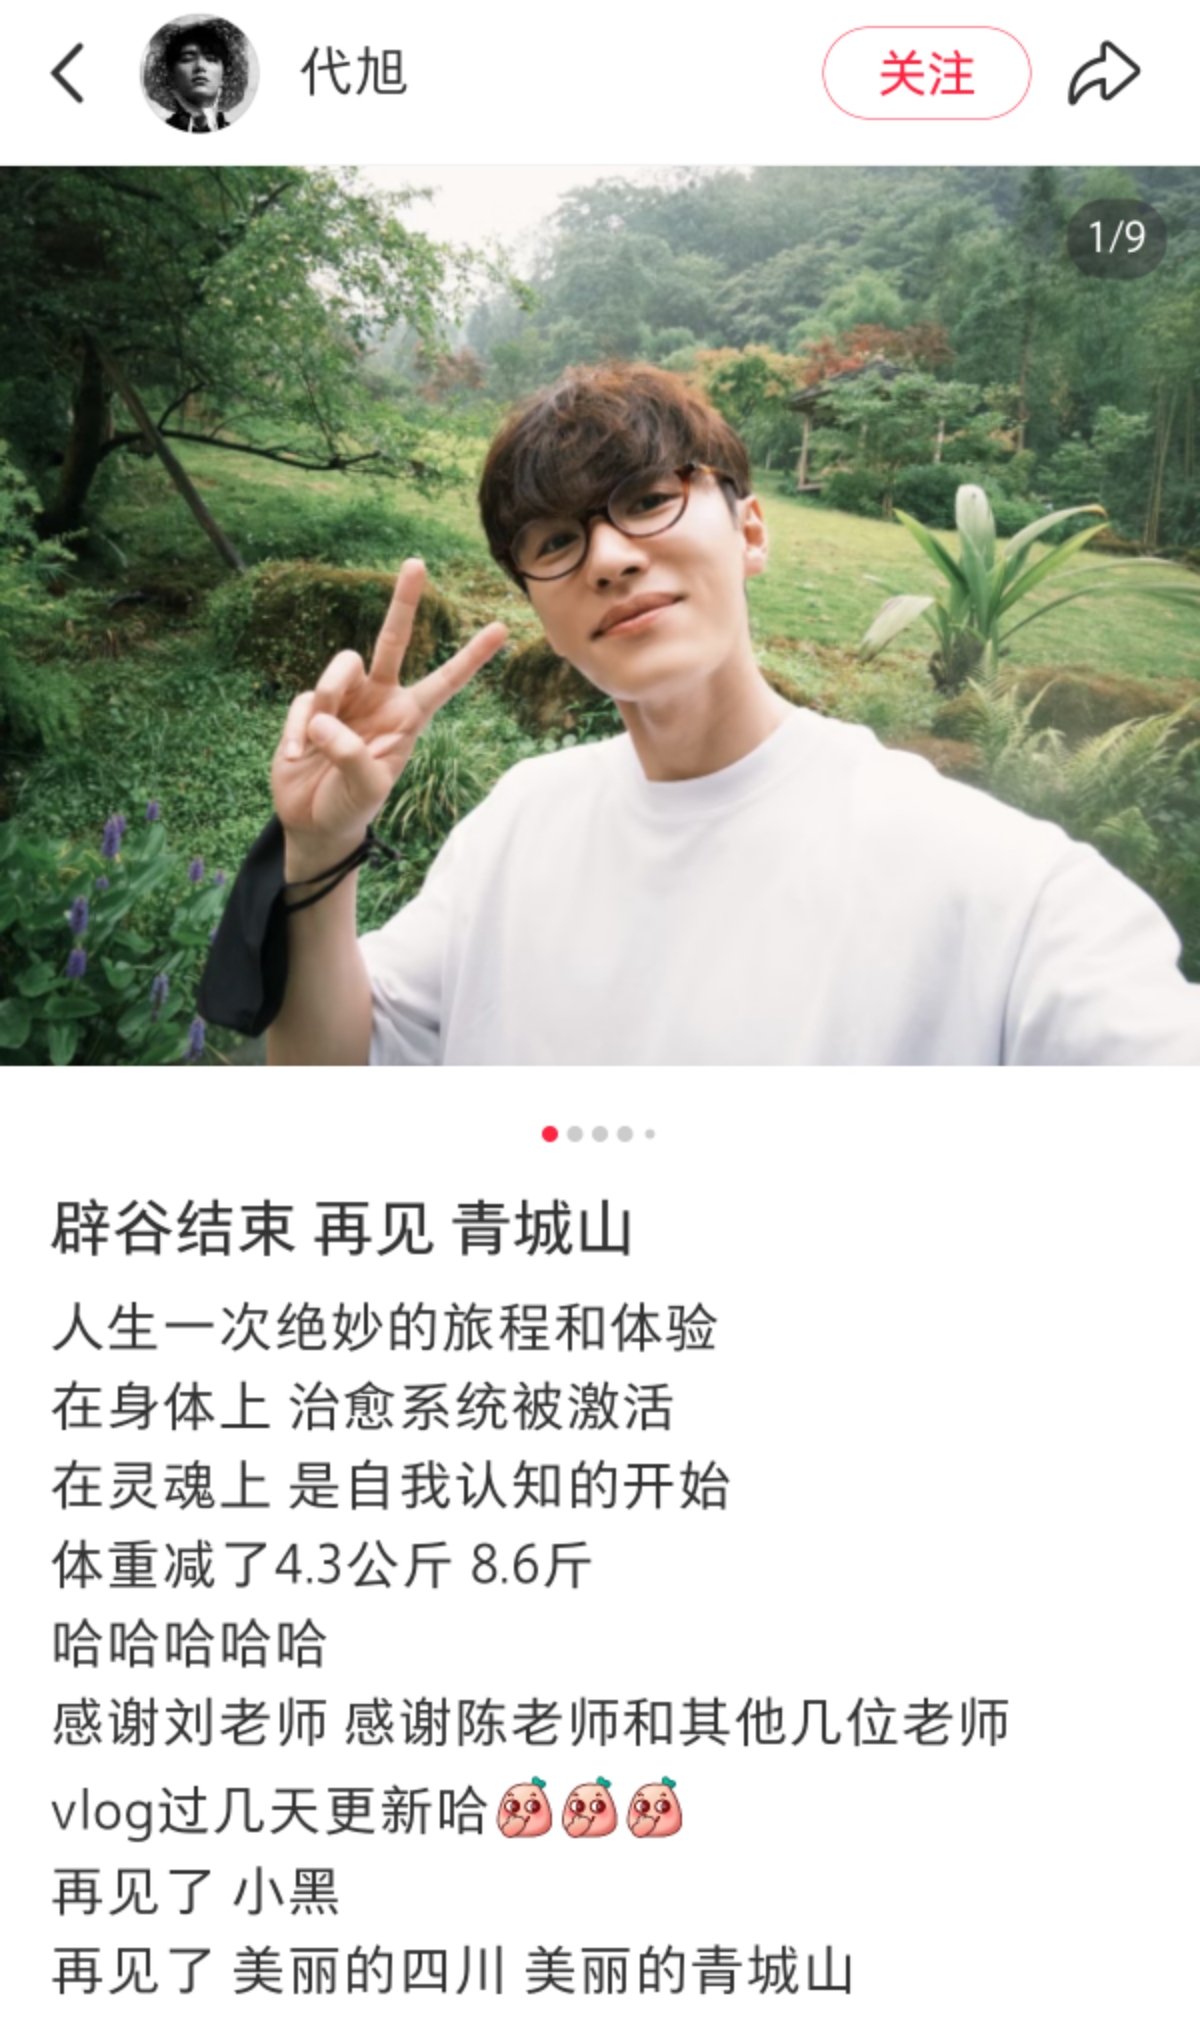 代旭
关注
1/9
辟谷结束 再见 青城山
人生一次绝妙的旅程和体验
在身体上 治愈系统被激活
在灵魂上 是自我认知的开始
体重减了4.3公斤 8.6斤
哈哈哈哈哈
感谢刘老师 感谢陈老师和其他几位老师
vlog过几天更新哈
再见了 小黑
再见了 美丽的四川 美丽的青城山